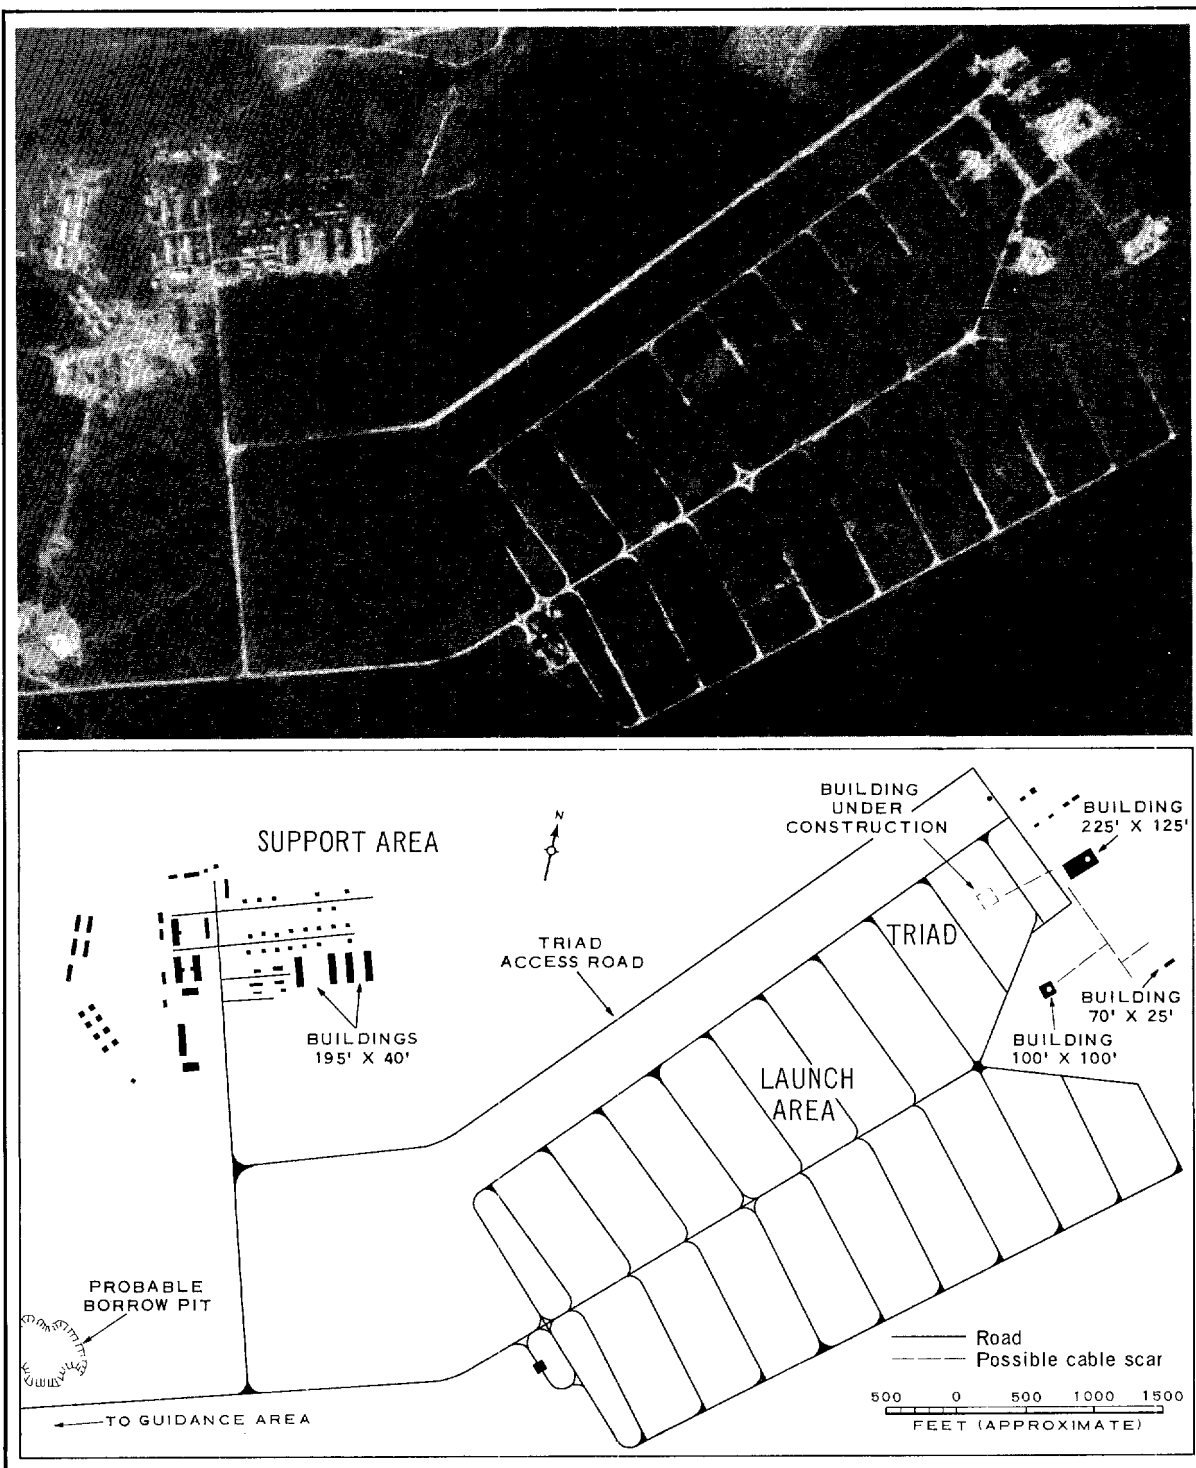 BUILDING
UNDER
CONSTRUCTION
N
SUPPORT AREA
BUILDING
225' X 125'
TRIAD
ACCESS ROAD
TRIAD
BUILDINGS
195' X 40'
BUILDING
70' X 25'
BUILDING
100' X 100'
LAUNCH
AREA
PROBABLE
BORROW PIT
Road
Possible cable scar
500 0 500 1000 1500
FEET (APPROXIMATE)
TO GUIDANCE AREA